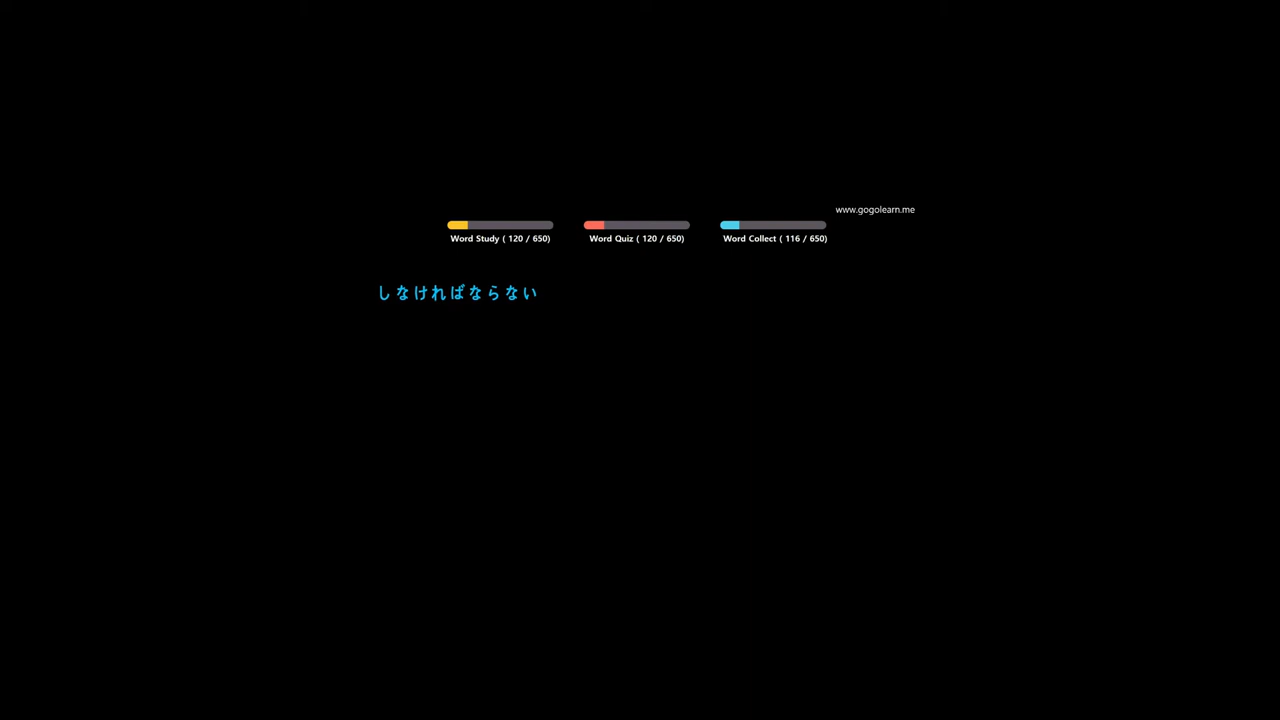 www.gogolearn.me
Word Study ( 120 / 650)
Word Quiz ( 120 / 650)
Word Collect ( 116 / 650)
しなければならない